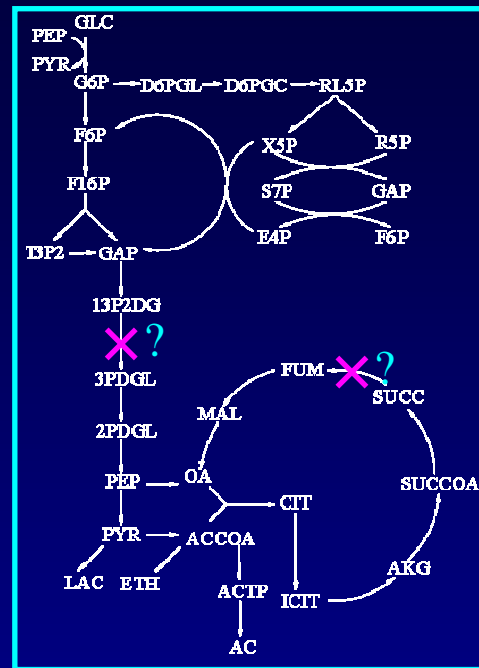 GLC
PEP
PYR
G6P D6PGL D6PGC RL5P
F6P X5P R5P
F16P S7P GAP
E4P F6P
T3P2 GAP
13P2DG
?
3PDGL FUM ? SUCC
MAL
2PDGL
PEP OA CIT SUCCOA
PYR ACCOA
LAC ETH ACTP ICIT AKG
AC